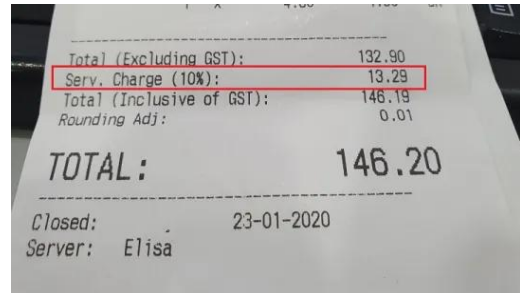 Total (Excluding GST): 132.90
Serv. Charge (10%): 13.29
Total (Inclusive of GST): 146.19
Rounding Adj: 0.01
TOTAL: 146.20
Closed: 23-01-2020
Server: Elisa